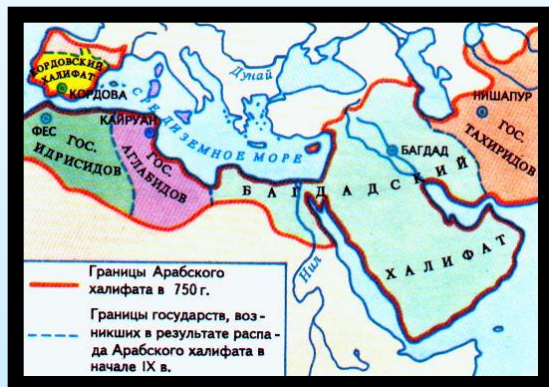 КОРДОВСКИЙ
ХАЛИФАТ
КОРДОВА
ФЕС
ГОС.
ИДРИСИДОВ
КАЙРУАН
ГОС.
АГЛАБИДОВ
СРЕДИЗЕМНОЕ МОРЕ
Дунай
НИШАПУР
ГОС.
ТАХИРИДОВ
БАГДАД
БАГДАДСКИЙ
ХАЛИФАТ
Нил
Границы Арабского
халифата в 750 г.
Границы государств, воз-
никших в результате распа-
да Арабского халифата в
начале IX в.